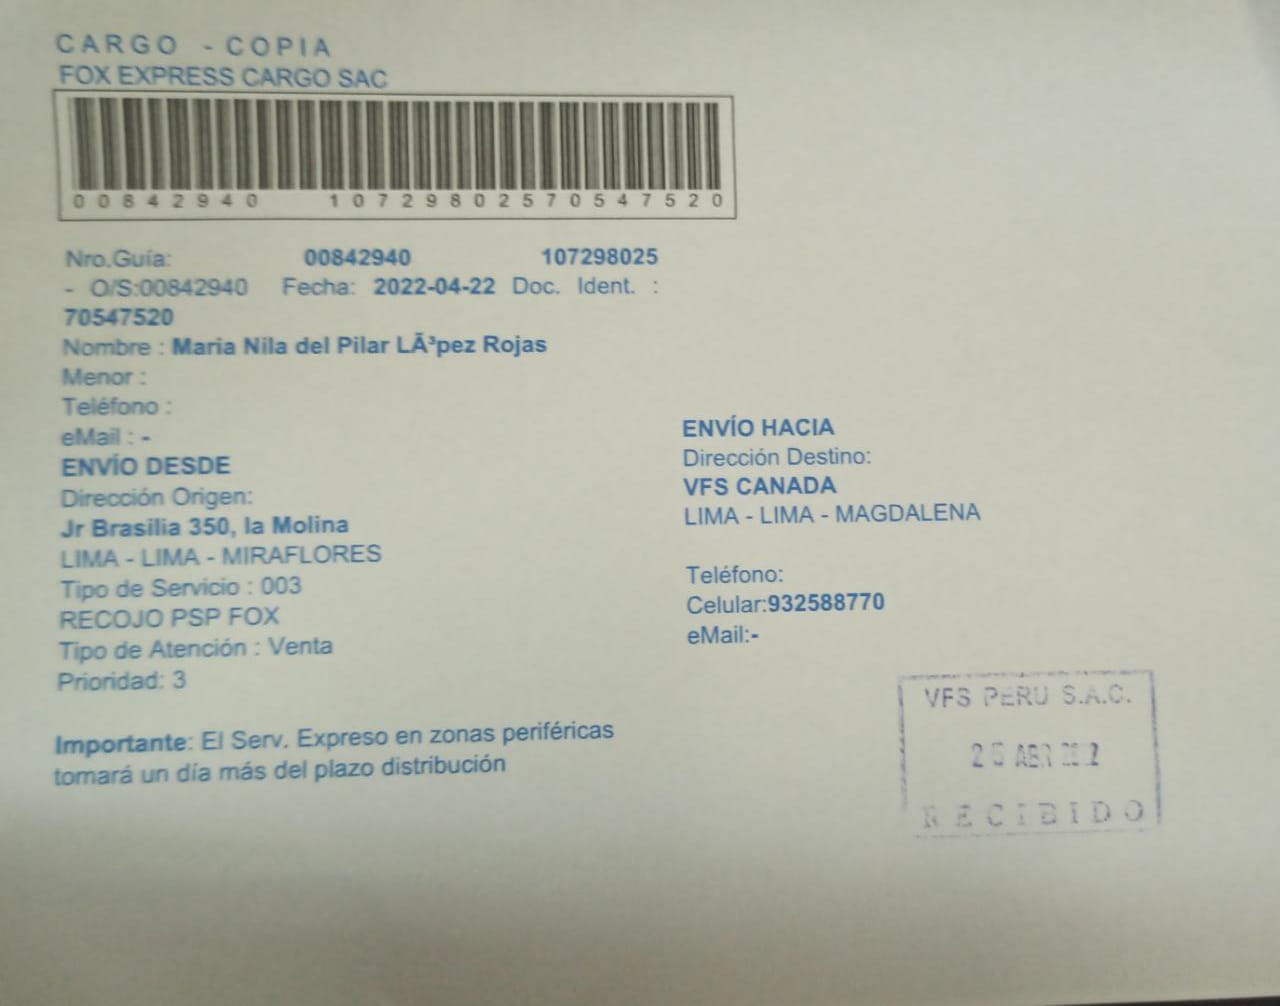 CARGO - COPIA
FOX EXPRESS CARGO SAC
00842940 10729802570547520
Nro.Guía: 00842940 107298025
- O/S:00842940 Fecha: 2022-04-22 Doc. Ident. :
70547520
Nombre : Maria Nila del Pilar LÃ³pez Rojas
Menor :
Teléfono :
eMail : -
ENVÍO DESDE
Dirección Origen:
Jr Brasilia 350, la Molina
LIMA - LIMA - MIRAFLORES
Tipo de Servicio : 003
RECOJO PSP FOX
Tipo de Atención : Venta
Prioridad: 3
Importante: El Serv. Expreso en zonas periféricas
tomará un día más del plazo distribución
ENVÍO HACIA
Dirección Destino:
VFS CANADA
LIMA - LIMA - MAGDALENA
Teléfono:
Celular:932588770
eMail:-
VFS PERU S.A.C.
25 ABR
RECIBIDO